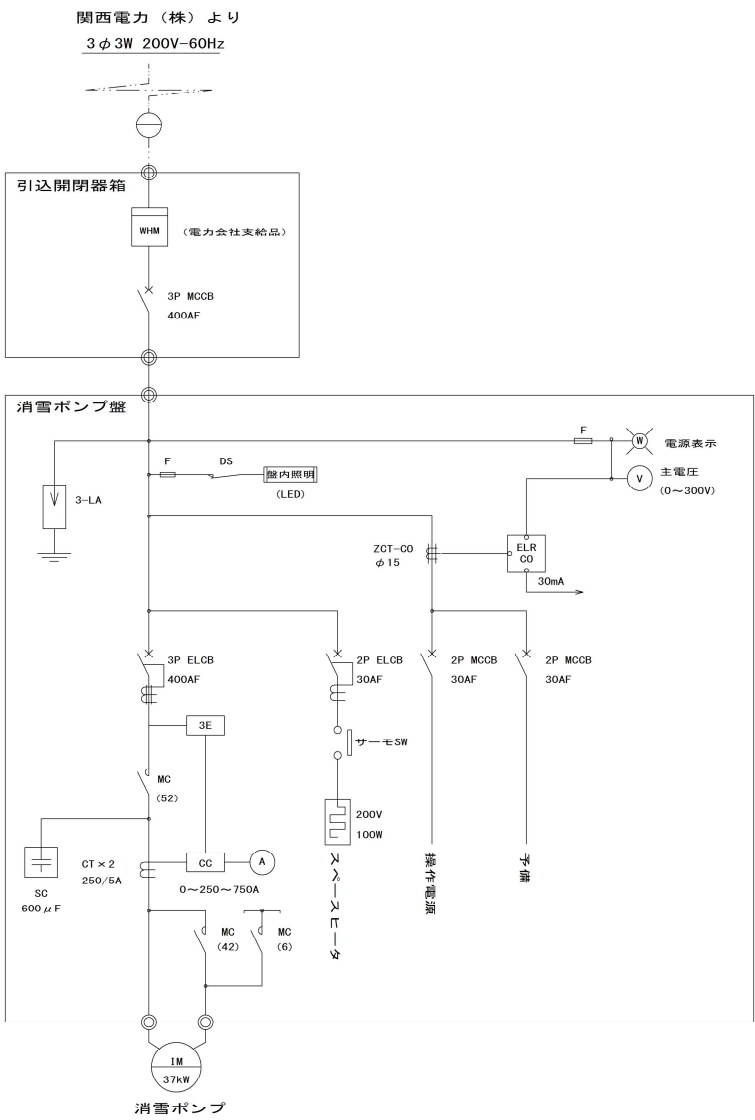 関西電力（株）より
3φ3W 200V-60Hz
引込開閉器箱
WHM
（電力会社支給品）
3P MCCB
400AF
消雪ポンプ盤
F
W
電源表示
F
DS
盤内照明
(LED)
V
主電圧
(0～300V)
3-LA
ZCT-CO
φ15
ELR
CO
30mA
3P ELCB
400AF
2P ELCB
30AF
2P MCCB
30AF
2P MCCB
30AF
3E
サーモSW
MC
(52)
200V
100W
CT×2
250/5A
CC
A
0～250～750A
SC
600μF
スペースヒータ
操作電源
予備
MC
(42)
MC
(6)
IM
37kW
消雪ポンプ